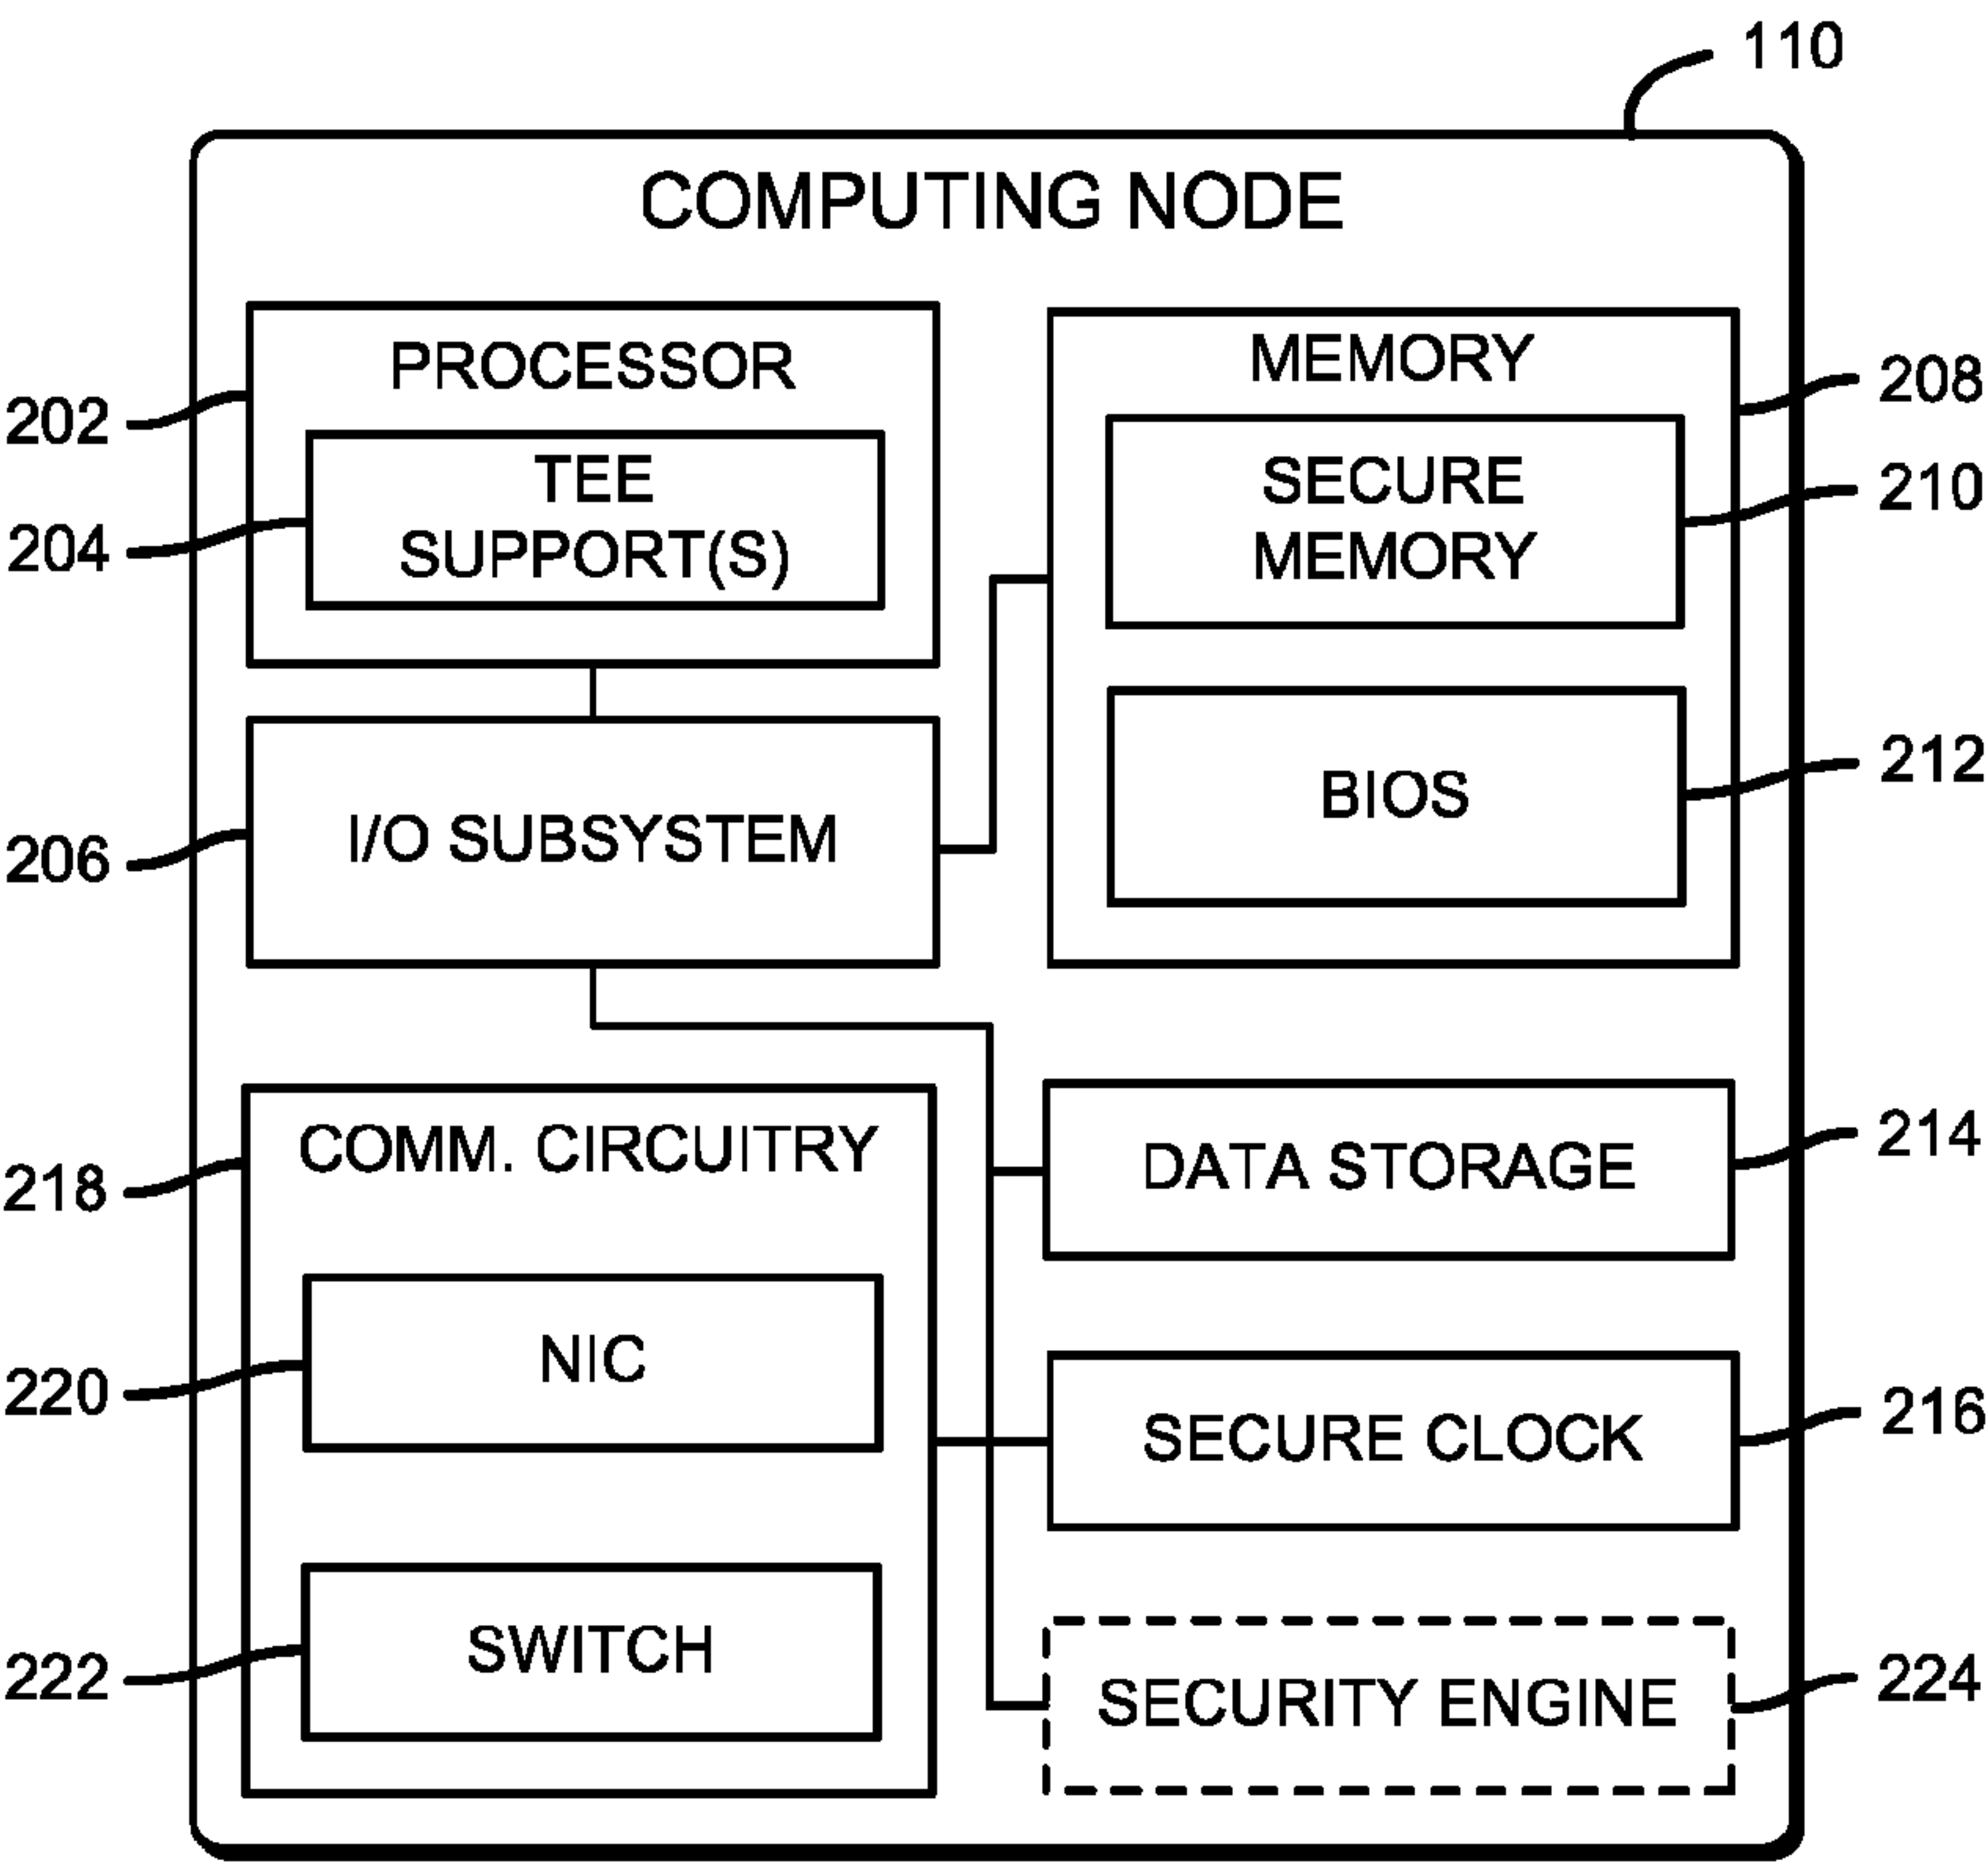 110
COMPUTING NODE
PROCESSOR
202
TEE
SUPPORT(S)
204
MEMORY
208
SECURE
MEMORY
210
BIOS
212
I/O SUBSYSTEM
206
COMM. CIRCUITRY
218
NIC
220
SWITCH
222
DATA STORAGE
214
SECURE CLOCK
216
SECURITY ENGINE
224